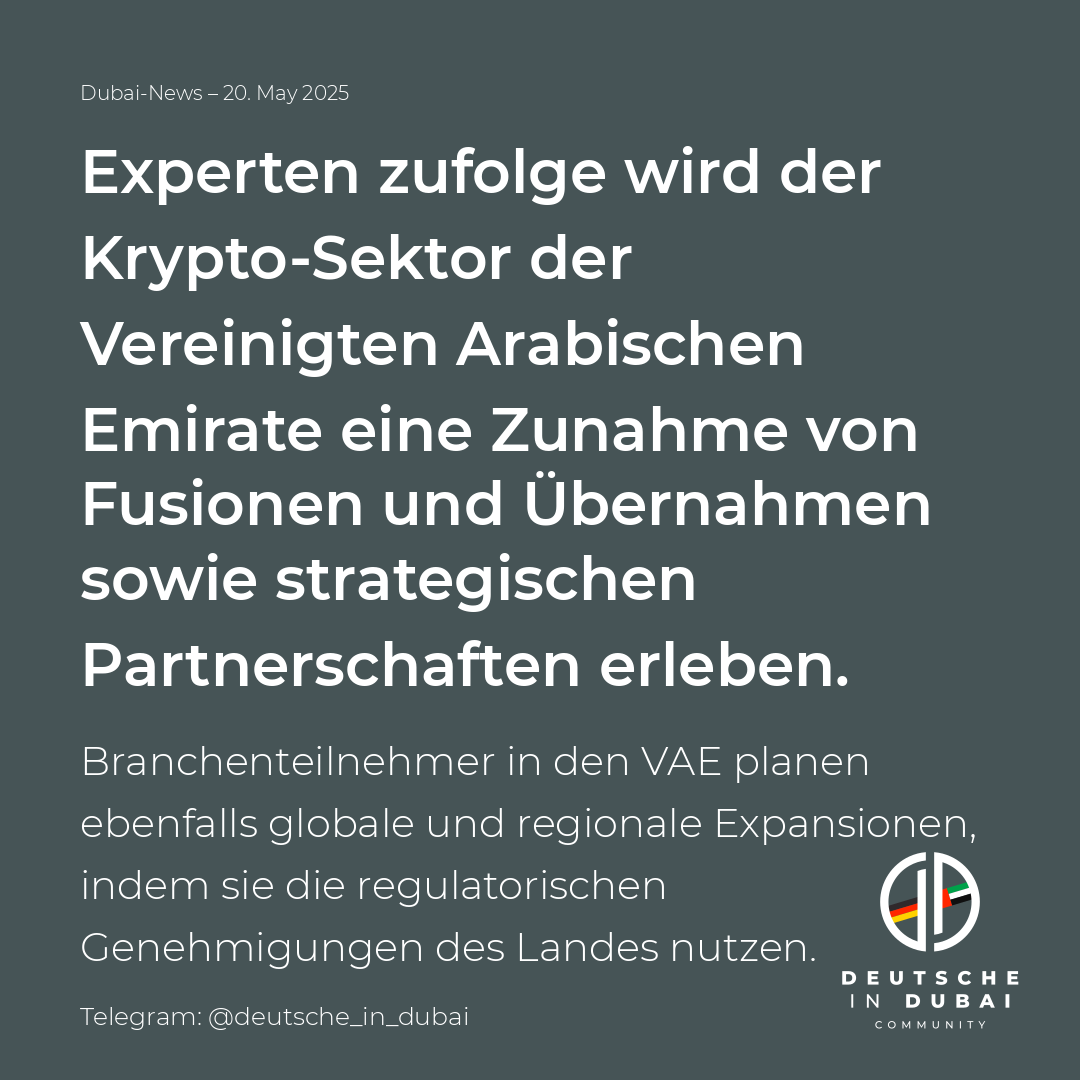 Dubai-News – 20. May 2025
Experten zufolge wird der
Krypto-Sektor der
Vereinigten Arabischen
Emirate eine Zunahme von
Fusionen und Übernahmen
sowie strategischen
Partnerschaften erleben.
Branchenteilnehmer in den VAE planen
ebenfalls globale und regionale Expansionen,
indem sie die regulatorischen
Genehmigungen des Landes nutzen.
Telegram: @deutsche_in_dubai
DEUTSCHE
IN DUBAI
COMMUNITY